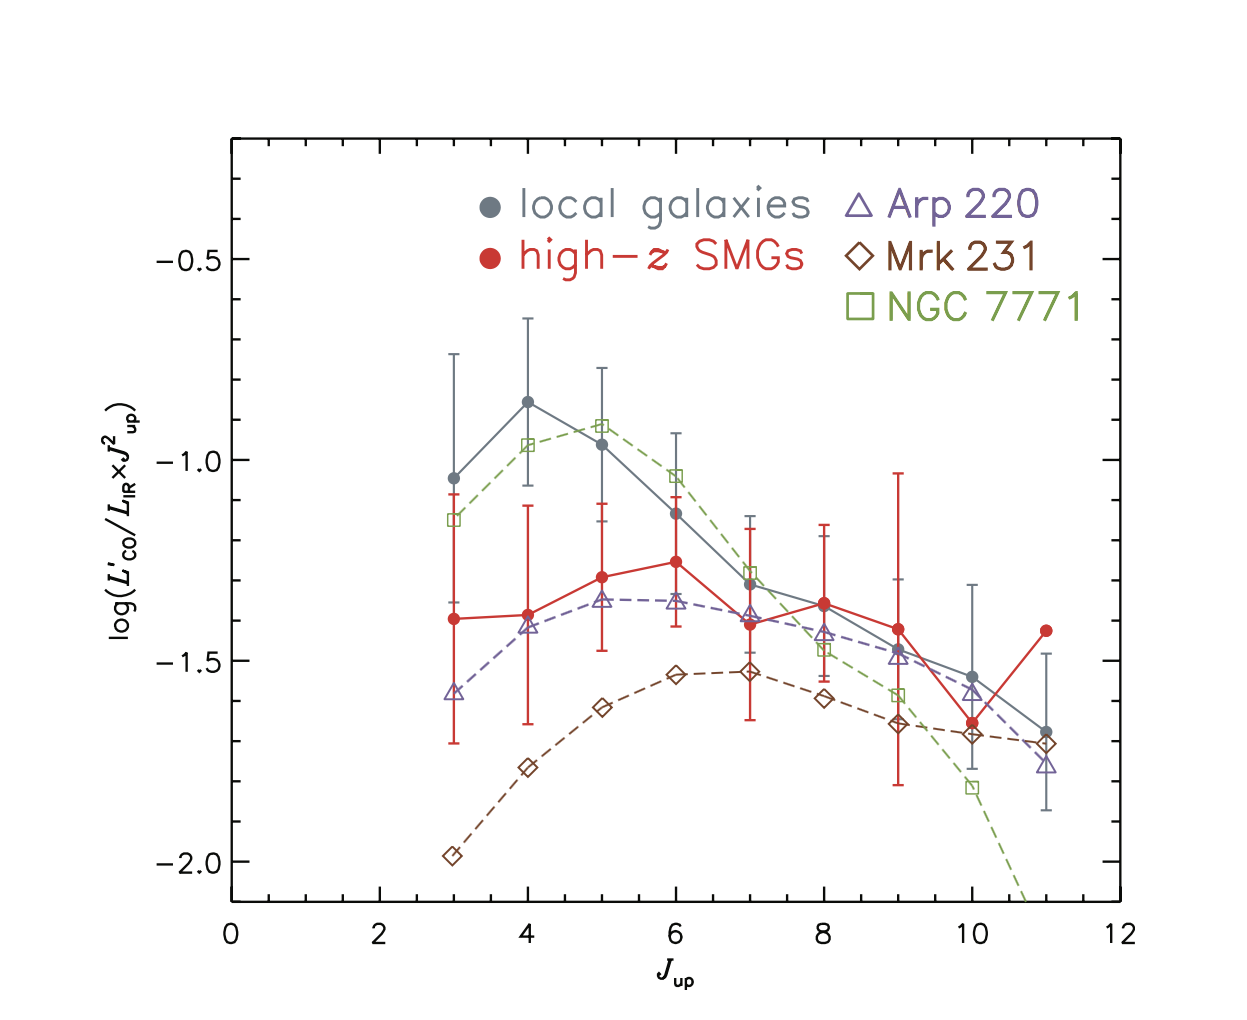 local galaxies
high-z SMGs
Arp 220
Mrk 231
NGC 7771
-0.5
-1.0
-1.5
-2.0
log(L'CO/LIR×J²up)
0 2 4 6 8 10 12
Jup